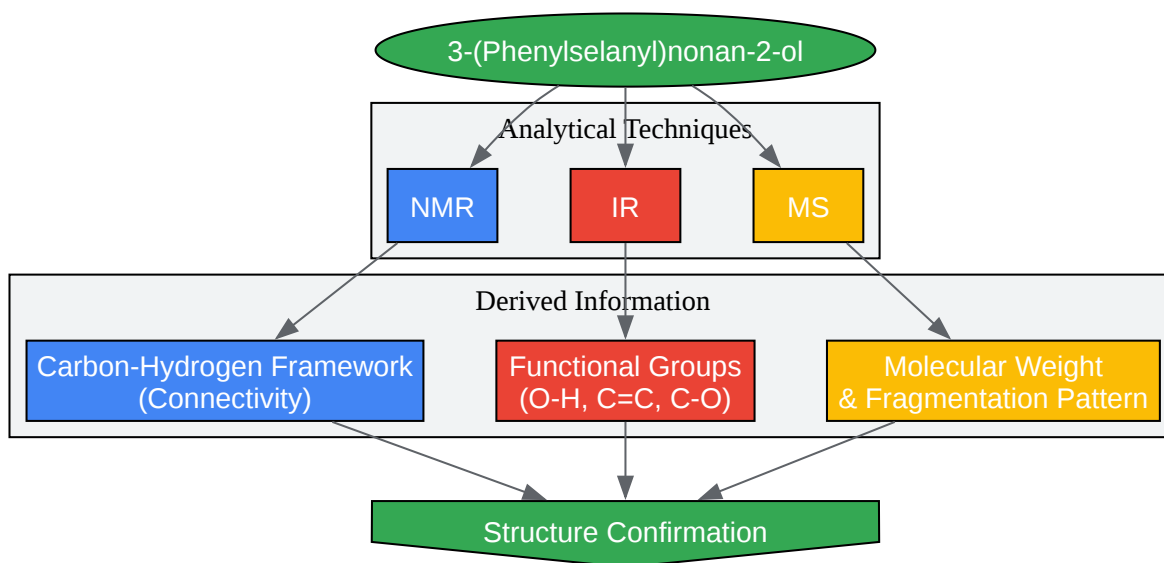 3-(Phenylselanyl)nonan-2-ol
Analytical Techniques
NMR
IR
MS
Derived Information
Carbon-Hydrogen Framework
(Connectivity)
Functional Groups
(O-H, C=C, C-O)
Molecular Weight
& Fragmentation Pattern
Structure Confirmation